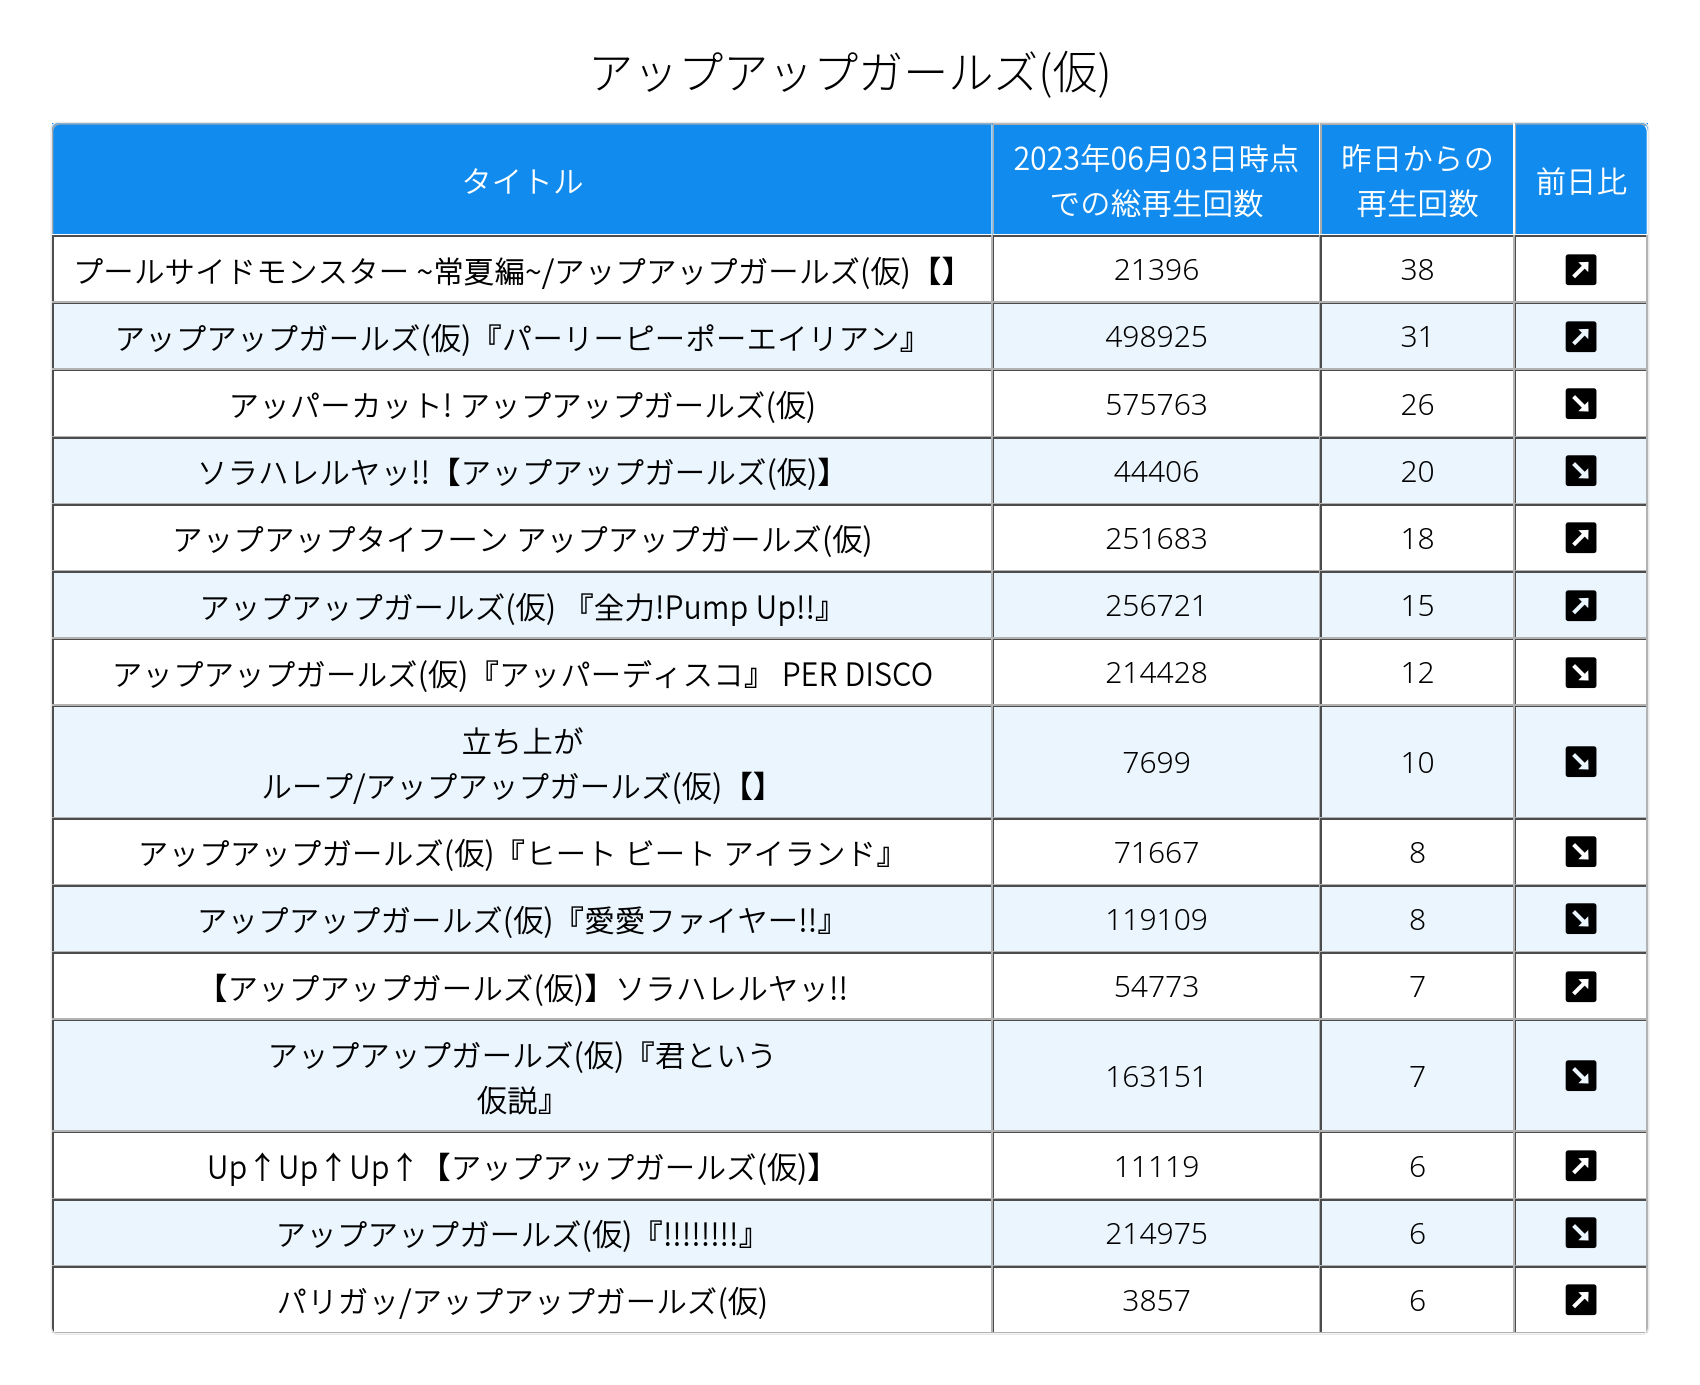 アップアップガールズ(仮)
タイトル
2023年06月03日時点
での総再生回数
昨日からの
再生回数
前日比
プールサイドモンスター ~常夏編~/アップアップガールズ(仮)【】 21396 38 ↗
アップアップガールズ(仮)『パーリーピーポーエイリアン』 498925 31 ↗
アッパーカット! アップアップガールズ(仮) 575763 26 ↘
ソラハレルヤッ!!【アップアップガールズ(仮)】 44406 20 ↘
アップアップタイフーン アップアップガールズ(仮) 251683 18 ↗
アップアップガールズ(仮) 『全力!Pump Up!!』 256721 15 ↗
アップアップガールズ(仮)『アッパーディスコ』 PER DISCO 214428 12 ↘
立ち上が
ループ/アップアップガールズ(仮)【】 7699 10 ↘
アップアップガールズ(仮)『ヒート ビート アイランド』 71667 8 ↘
アップアップガールズ(仮)『愛愛ファイヤー!!』 119109 8 ↘
【アップアップガールズ(仮)】ソラハレルヤッ!! 54773 7 ↗
アップアップガールズ(仮)『君という
仮説』 163151 7 ↘
Up↑Up↑Up↑【アップアップガールズ(仮)】 11119 6 ↗
アップアップガールズ(仮)『!!!!!!!!』 214975 6 ↘
パリガッ/アップアップガールズ(仮) 3857 6 ↗